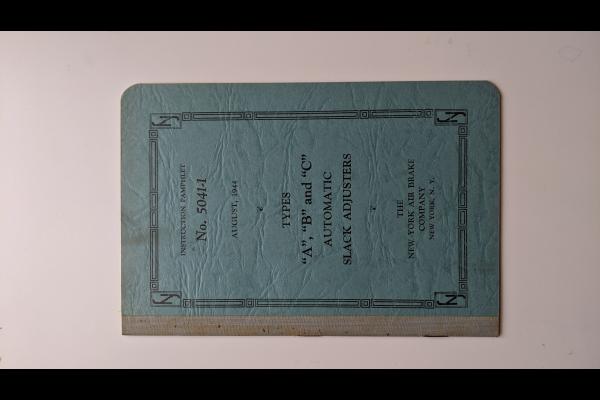 INSTRUCTION PAMPHLET
No. 5041-1
AUGUST, 1944
TYPES
"A", "B" and "C"
AUTOMATIC
SLACK ADJUSTERS
THE
NEW YORK AIR BRAKE
COMPANY
NEW YORK, N. Y.